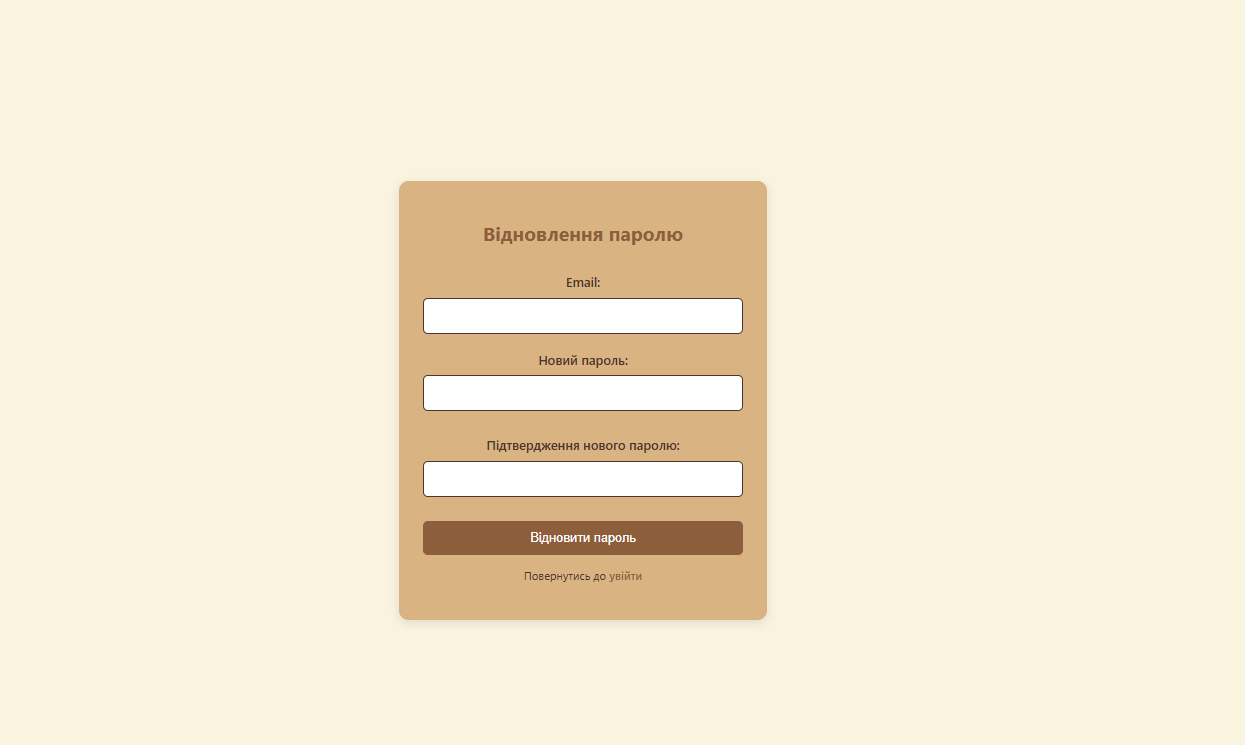 Відновлення паролю
Email:
Новий пароль:
Підтвердження нового паролю:
Відновити пароль
Повернутись до увійти